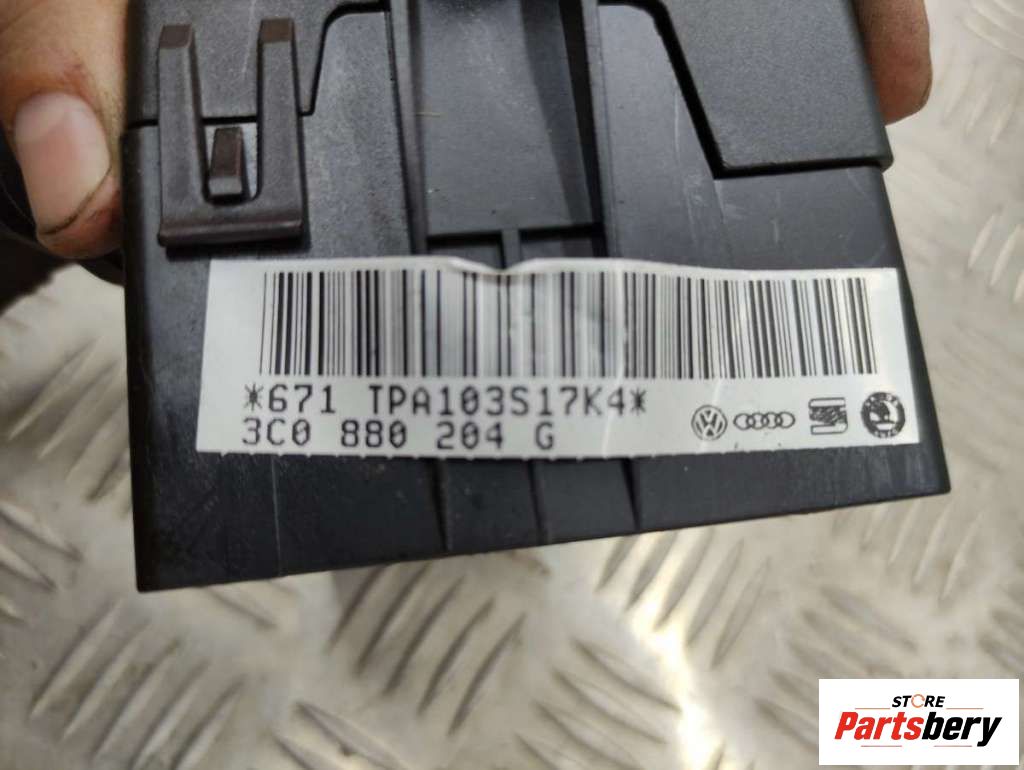 *671 TPA103S17K4*
3C0 880 204 G
STORE
Partsbery